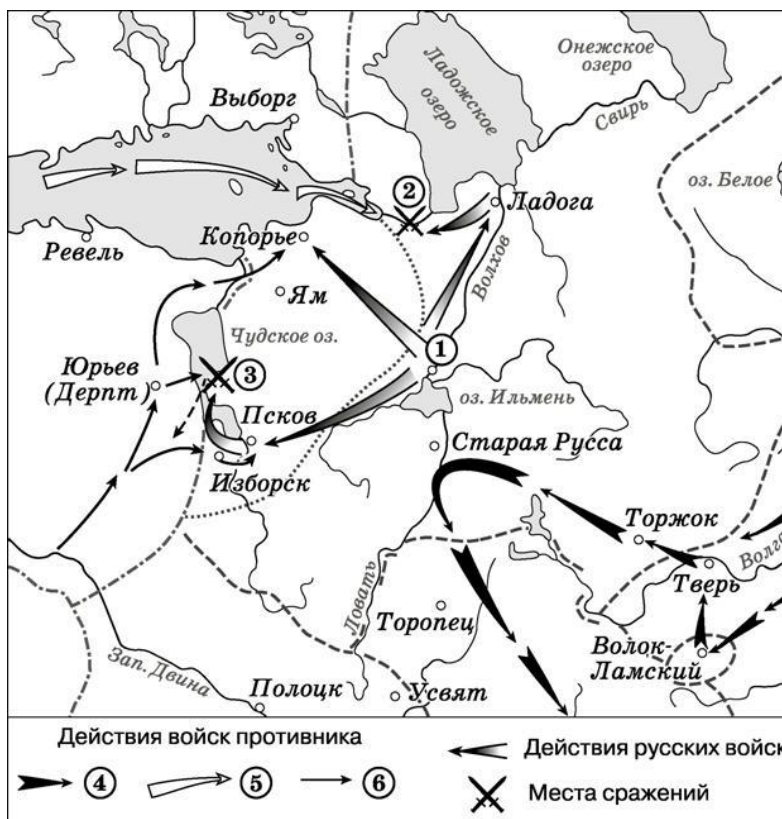 Онежское
озеро
Ладожское
озеро
Свирь
Выборг
оз. Белое
②
Ладога
Ревель
Копорье
Волхов
Ям
Чудское оз.
①
Юрьев
(Дерпт)
③
оз. Ильмень
Псков
Старая Русса
Изборск
Торжок
Волга
Тверь
Ловать
Торопец
Волок-
Ламский
Зап. Двина
Полоцк
Усвят
Действия войск противника
④ ⑤ ⑥
Действия русских войск
Места сражений